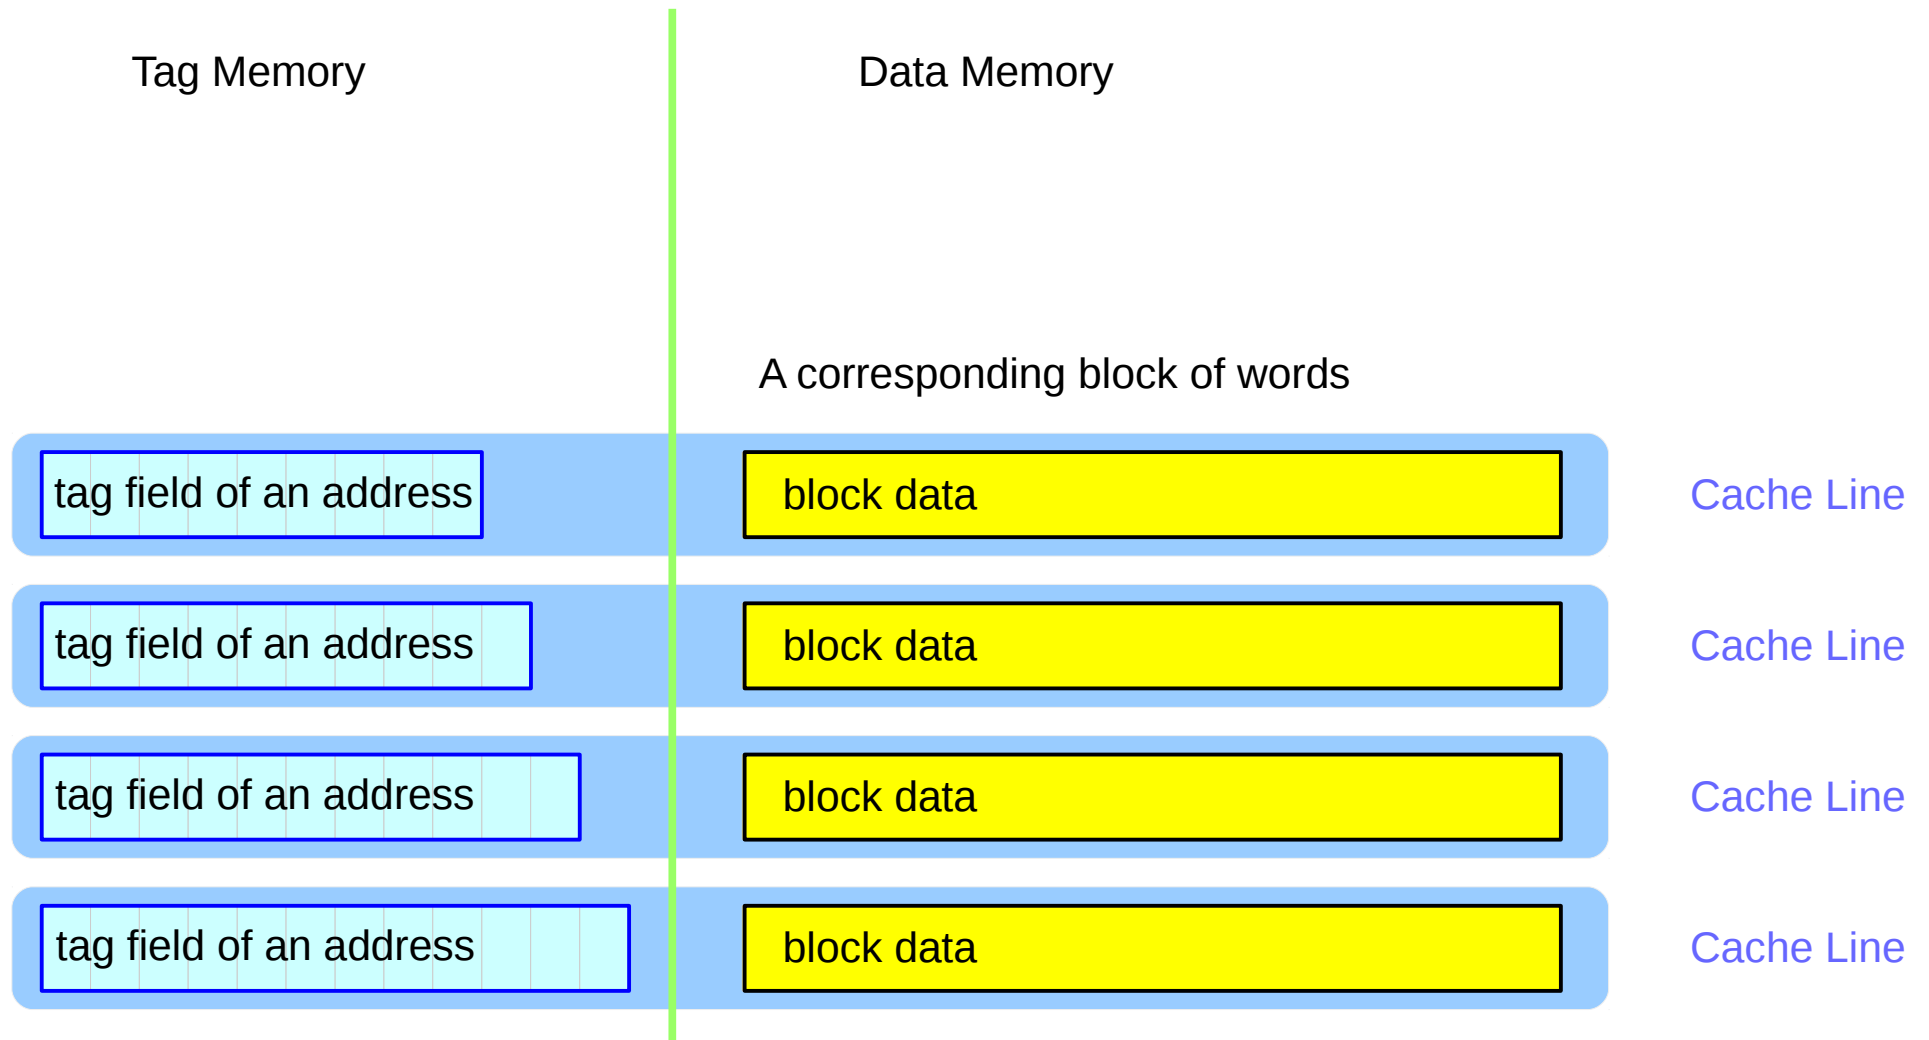 Tag Memory
Data Memory
A corresponding block of words
tag field of an address block data Cache Line
tag field of an address block data Cache Line
tag field of an address block data Cache Line
tag field of an address block data Cache Line